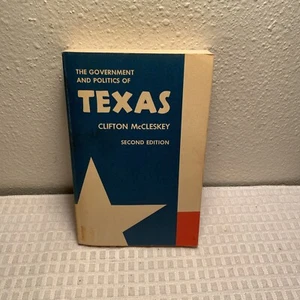 THE GOVERNMENT
AND POLITICS OF
TEXAS
CLIFTON McCLESKEY
SECOND EDITION